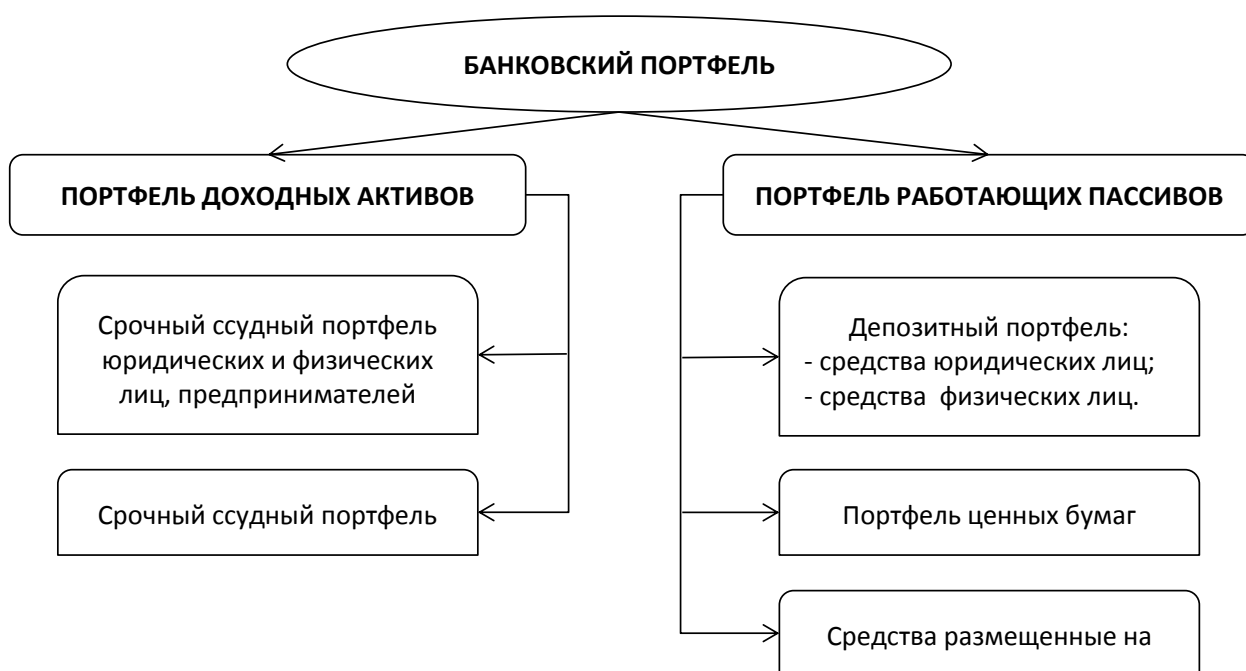 БАНКОВСКИЙ ПОРТФЕЛЬ
ПОРТФЕЛЬ ДОХОДНЫХ АКТИВОВ
Срочный ссудный портфель
юридических и физических
лиц, предпринимателей
Срочный ссудный портфель
ПОРТФЕЛЬ РАБОТАЮЩИХ ПАССИВОВ
Депозитный портфель:
- средства юридических лиц;
- средства физических лиц.
Портфель ценных бумаг
Средства размещенные на